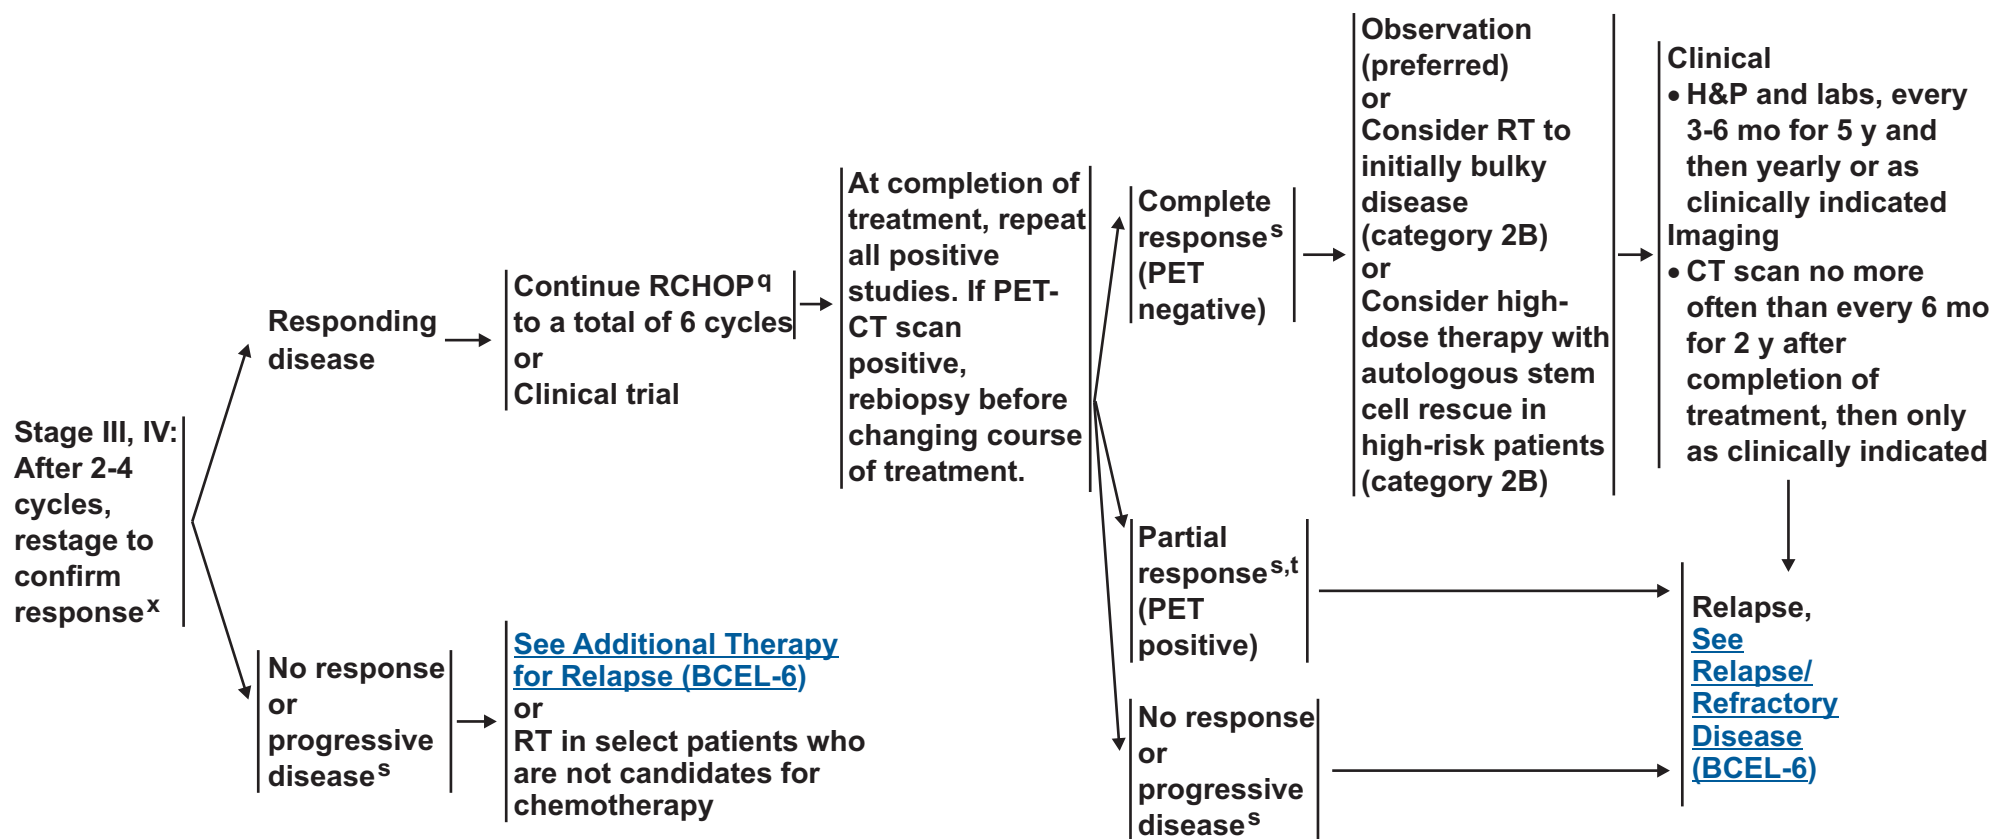 Stage III, IV:
After 2-4
cycles,
restage to
confirm
response x
Responding
disease
No response
or
progressive
disease s
Continue RCHOP q
to a total of 6 cycles
or
Clinical trial
See Additional Therapy
for Relapse (BCEL-6)
or
RT in select patients who
are not candidates for
chemotherapy
At completion of
treatment, repeat
all positive
studies. If PET-
CT scan
positive,
rebiopsy before
changing course
of treatment.
Complete
response s
(PET
negative)
Partial
response s,t
(PET
positive)
No response
or
progressive
disease s
Observation
(preferred)
or
Consider RT to
initially bulky
disease
(category 2B)
or
Consider high-
dose therapy with
autologous stem
cell rescue in
high-risk patients
(category 2B)
Clinical
• H&P and labs, every
3-6 mo for 5 y and
then yearly or as
clinically indicated
Imaging
• CT scan no more
often than every 6 mo
for 2 y after
completion of
treatment, then only
as clinically indicated
Relapse,
See
Relapse/
Refractory
Disease
(BCEL-6)